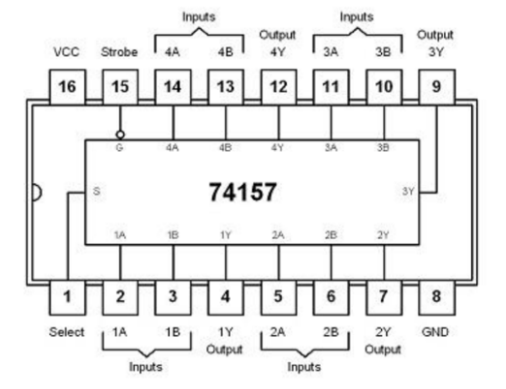 Inputs Inputs
Output Output
VCC Strobe 4A 4B 4Y 3A 3B 3Y
16 15 14 13 12 11 10 9
G 4A 4B 4Y 3A 3B
S 74157 3Y
1A 1B 1Y 2A 2B 2Y
1 2 3 4 5 6 7 8
Select 1A 1B 1Y 2A 2B 2Y GND
Output Output
Inputs Inputs